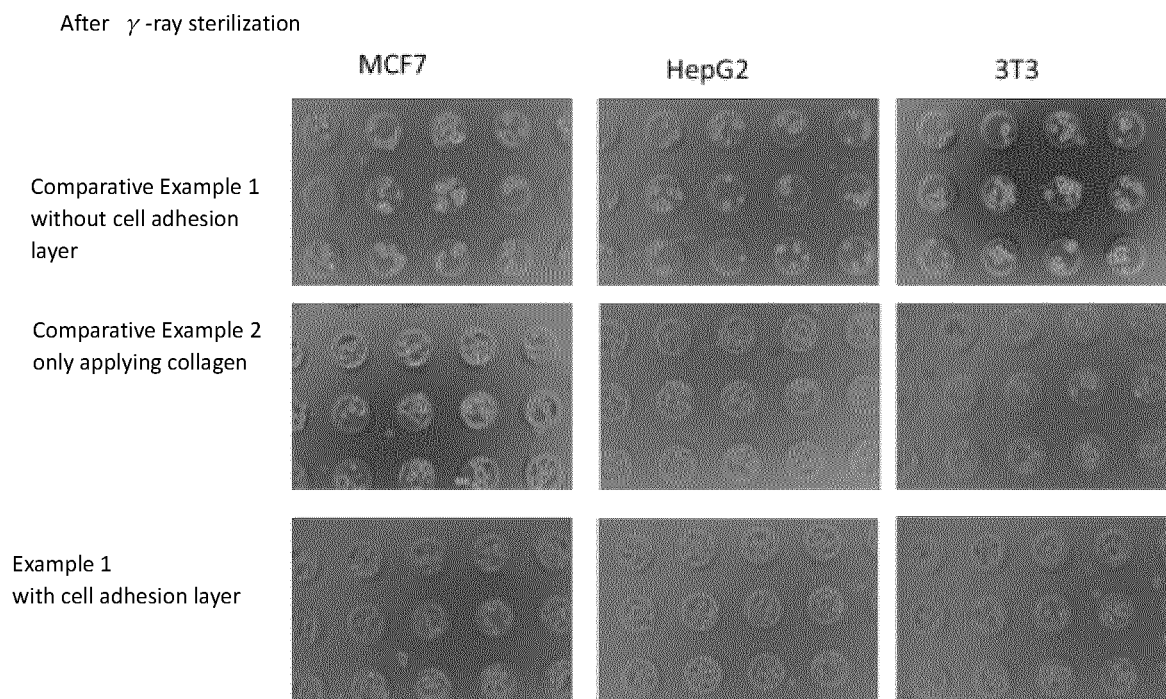 After γ-ray sterilization
MCF7 HepG2 3T3
Comparative Example 1
without cell adhesion
layer
Comparative Example 2
only applying collagen
Example 1
with cell adhesion layer